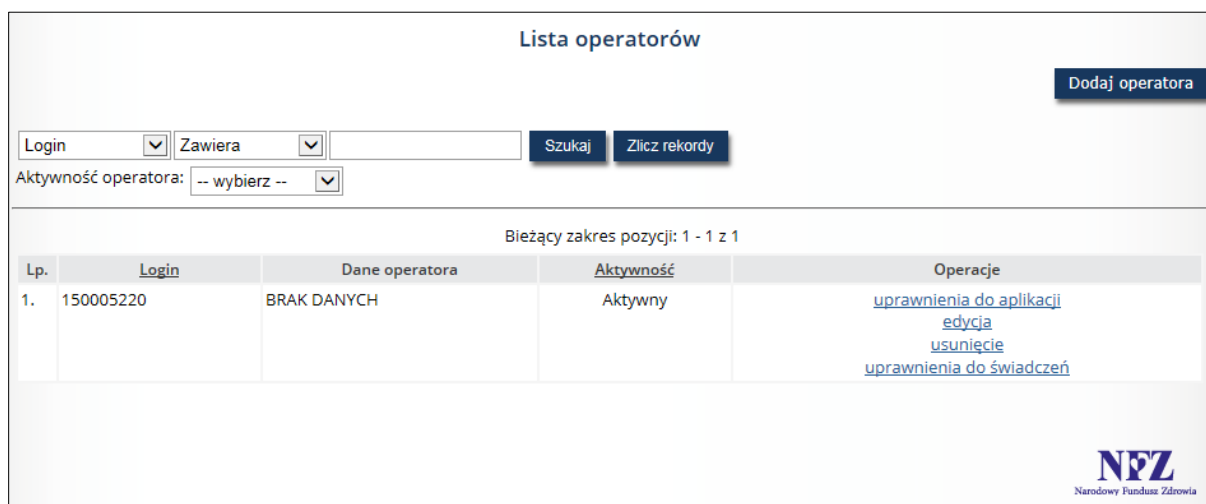 Lista operatorów
Dodaj operatora
Login Zawiera Szukaj Zlicz rekordy
Aktywność operatora: -- wybierz --
Bieżący zakres pozycji: 1 - 1 z 1
Lp. Login Dane operatora Aktywność Operacje
1. 150005220 BRAK DANYCH Aktywny uprawnienia do aplikacji
edycja
usunięcie
uprawnienia do świadczeń
NFZ
Narodowy Fundusz Zdrowia